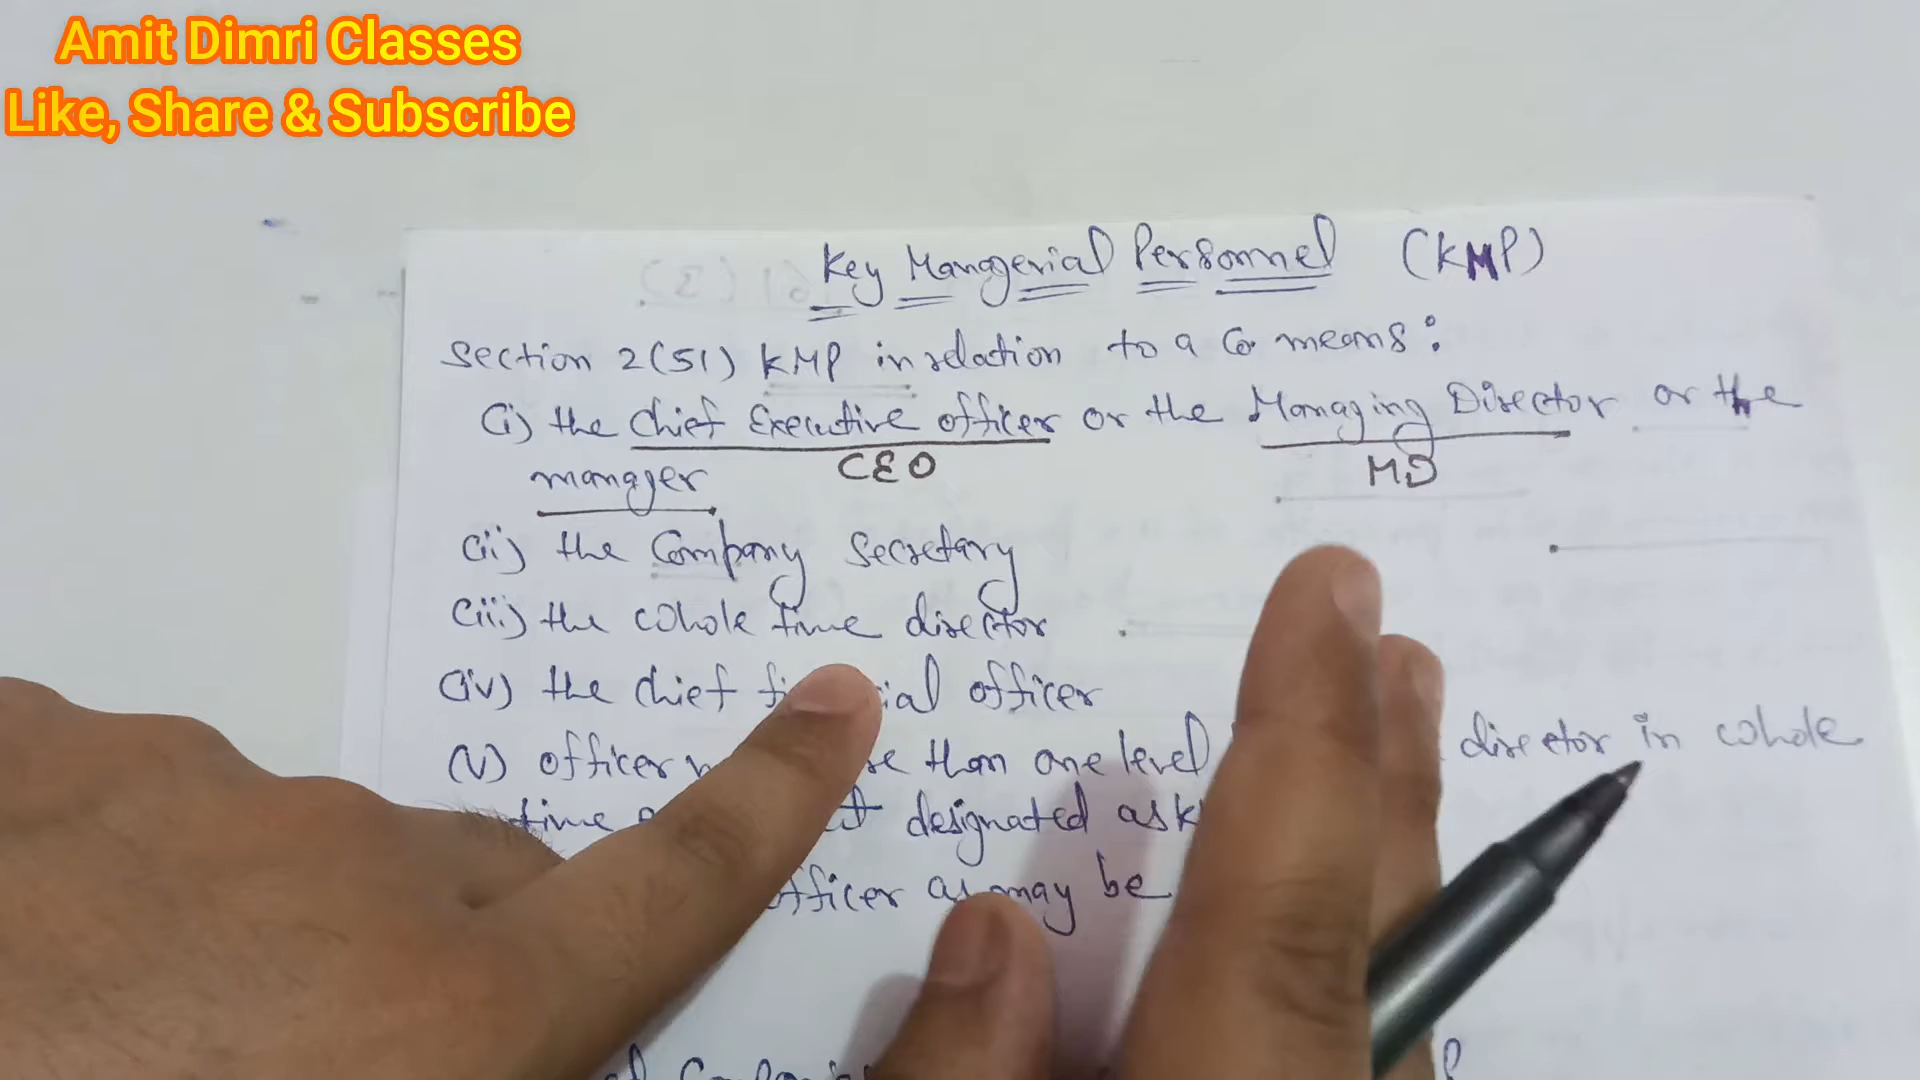 Amit Dimri Classes
Like, Share & Subscribe
Key Managerial Personnel (KMP)
Section 2(51) KMP in relation to a Co means:
(i) the Chief Executive officer or the Managing Director or the
CEO MD
manager
(ii) the Company Secretary
(iii) the whole time director
(iv) the chief officer
(v) officer than one level director in whole
time designated as
officer as may be